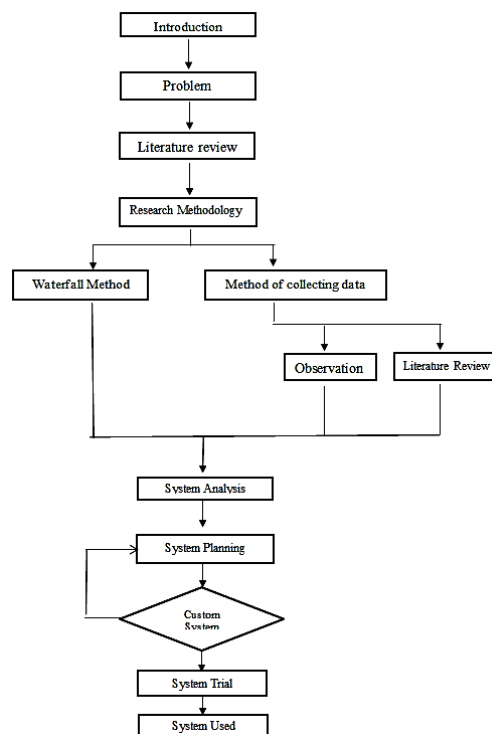 Introduction
Problem
Literature review
Research Methodology
Waterfall Method
Method of collecting data
Observation
Literature Review
System Analysis
System Planning
Custom
System
System Trial
System Used